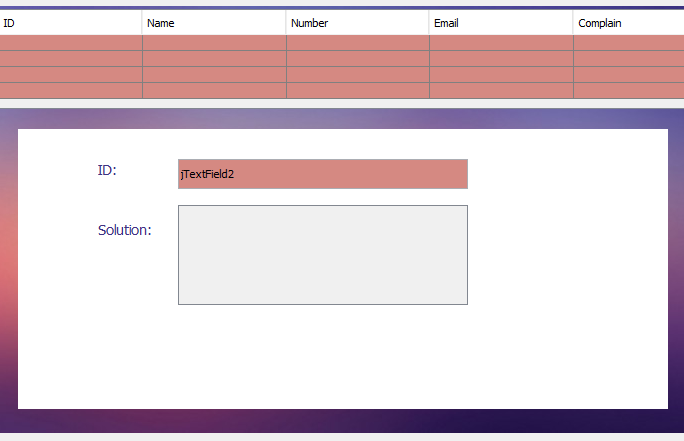 ID Name Number Email Complain
ID: jTextField2
Solution: